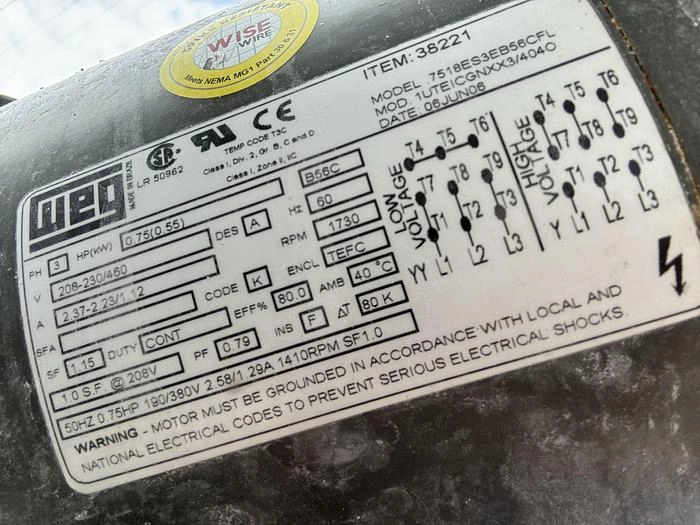 WISE
WIRE
Meets NEMA MG1 Part 30 & 31
ITEM: 38221
MODEL 7518ES3EB56CFL
MOD. 1UTEICGNXX3/4040
DATE: 06JUN06
WEG
MADE IN BRAZIL
LR 50962
CE
TEMP CODE T3C
Class I, Div. 2, Gr. B, C and D
Class I, Zone II, IIC
B56C
PH 3 HP(KW) 0.75(0.55) Hz 60
V 208-230/460 DES A RPM 1730
A 2.37-2.23/1.12 ENCL TEFC
SFA CODE K AMB 40°C
SF 1.15 DUTY CONT EFF% 80.0 ΔT 80 K
1.0 S.F. @ 208V PF 0.79 INS F
50HZ 0.75HP 190/380V 2.58/1.29A 1410RPM SF1.0
LOW VOLTAGE
T4 T5 T6
T7 T8 T9
T1 T2 T3
YY L1 L2 L3
HIGH VOLTAGE
T4 T5 T6
T7 T8 T9
T1 T2 T3
Y L1 L2 L3
WARNING - MOTOR MUST BE GROUNDED IN ACCORDANCE WITH LOCAL AND
NATIONAL ELECTRICAL CODES TO PREVENT SERIOUS ELECTRICAL SHOCKS.